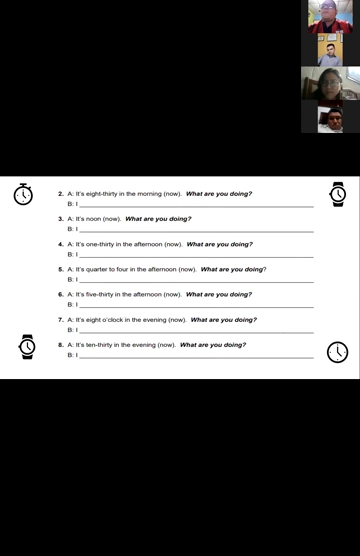 2. A: It's eight-thirty in the morning (now). What are you doing?
B: I
3. A: It's noon (now). What are you doing?
B: I
4. A: It's one-thirty in the afternoon (now). What are you doing?
B: I
5. A: It's quarter to four in the afternoon (now). What are you doing?
B: I
6. A: It's five-thirty in the afternoon (now). What are you doing?
B: I
7. A: It's eight o'clock in the evening (now). What are you doing?
B: I
8. A: It's ten-thirty in the evening (now). What are you doing?
B: I